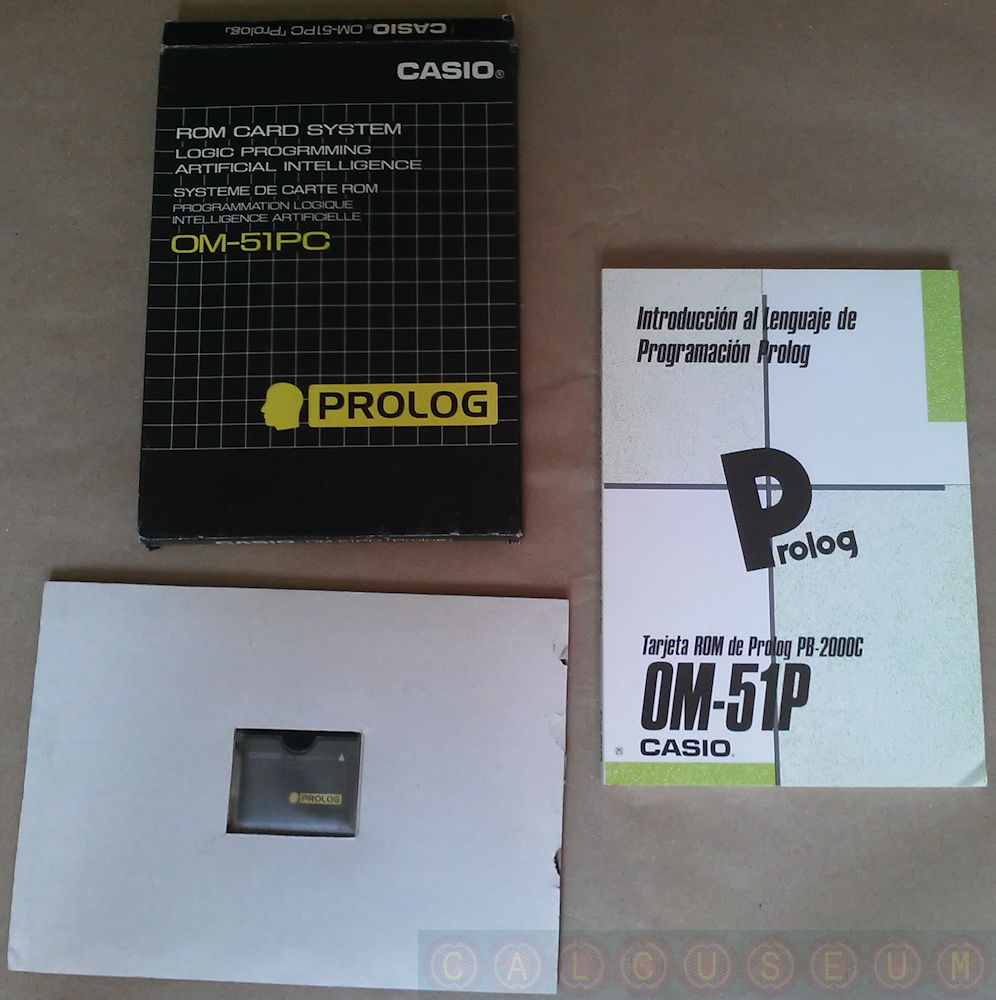 CASIO® OM-51PC「Prolog」
CASIO®
ROM CARD SYSTEM
LOGIC PROGRMMING
ARTIFICIAL INTELLIGENCE
SYSTEME DE CARTE ROM
PROGRAMMATION LOGIQUE
INTELLIGENCE ARTIFICIELLE
OM-51PC
PROLOG
CASIO
Introducción al Lenguaje de
Programación Prolog
Prolog
Tarjeta ROM de Prolog PB-2000C
OM-51P
CASIO
CASIO
PROLOG
CALCUSEUM